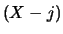 (X − j)